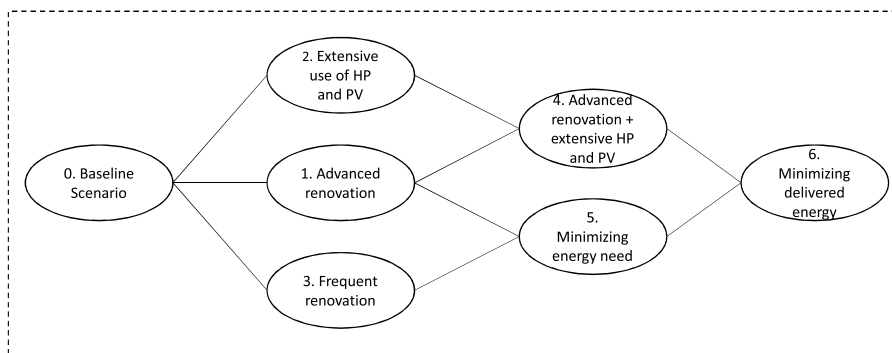 2. Extensive
use of HP
and PV
4. Advanced
renovation +
extensive HP
and PV
0. Baseline
Scenario
1. Advanced
renovation
6.
Minimizing
delivered
energy
5.
Minimizing
energy need
3. Frequent
renovation